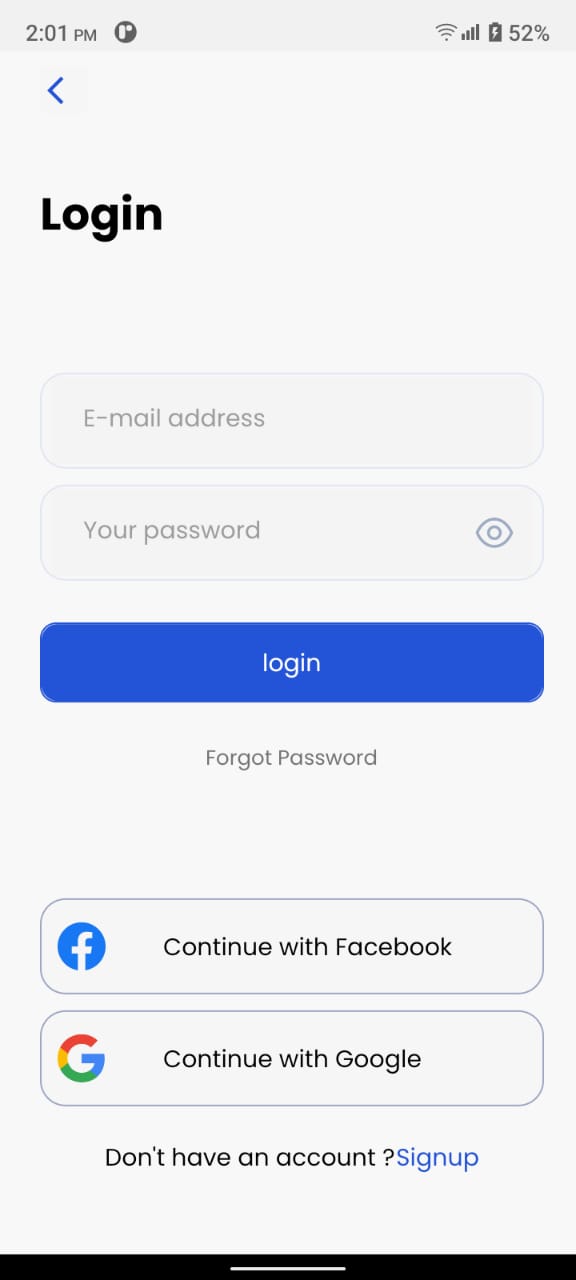 2:01 PM 52%
Login
E-mail address
Your password
login
Forgot Password
Continue with Facebook
Continue with Google
Don't have an account ?Signup